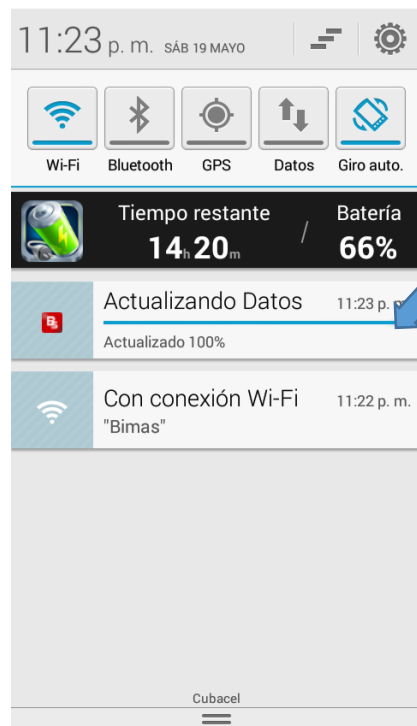 11:23 p. m. SÁB 19 MAYO
Wi-Fi Bluetooth GPS Datos Giro auto.
Tiempo restante / Batería
14h 20m 66%
Actualizando Datos 11:23 p. m.
Actualizado 100%
Con conexión Wi-Fi 11:22 p. m.
"Bimas"
Cubacel